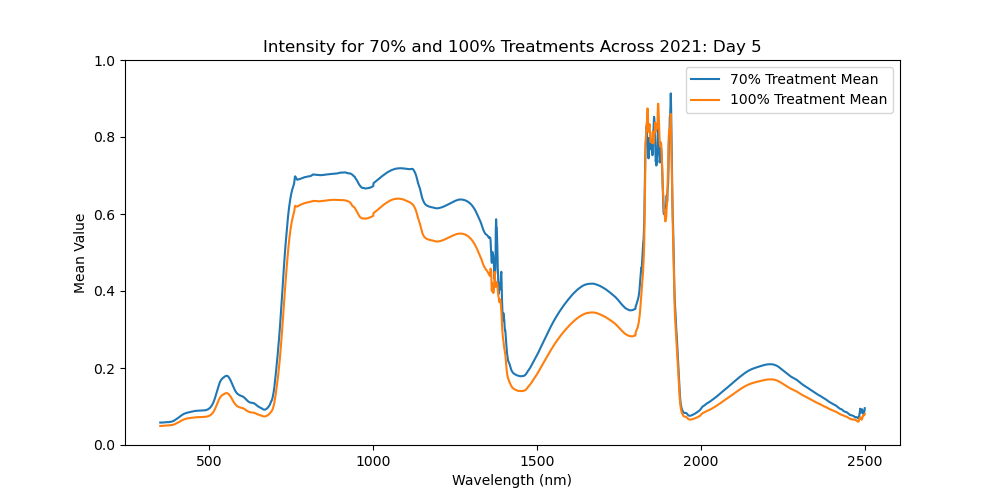 Intensity for 70% and 100% Treatments Across 2021: Day 5
1.0
0.8
0.6
0.4
0.2
0.0
Mean Value
70% Treatment Mean
100% Treatment Mean
500
1000
1500
2000
2500
Wavelength (nm)